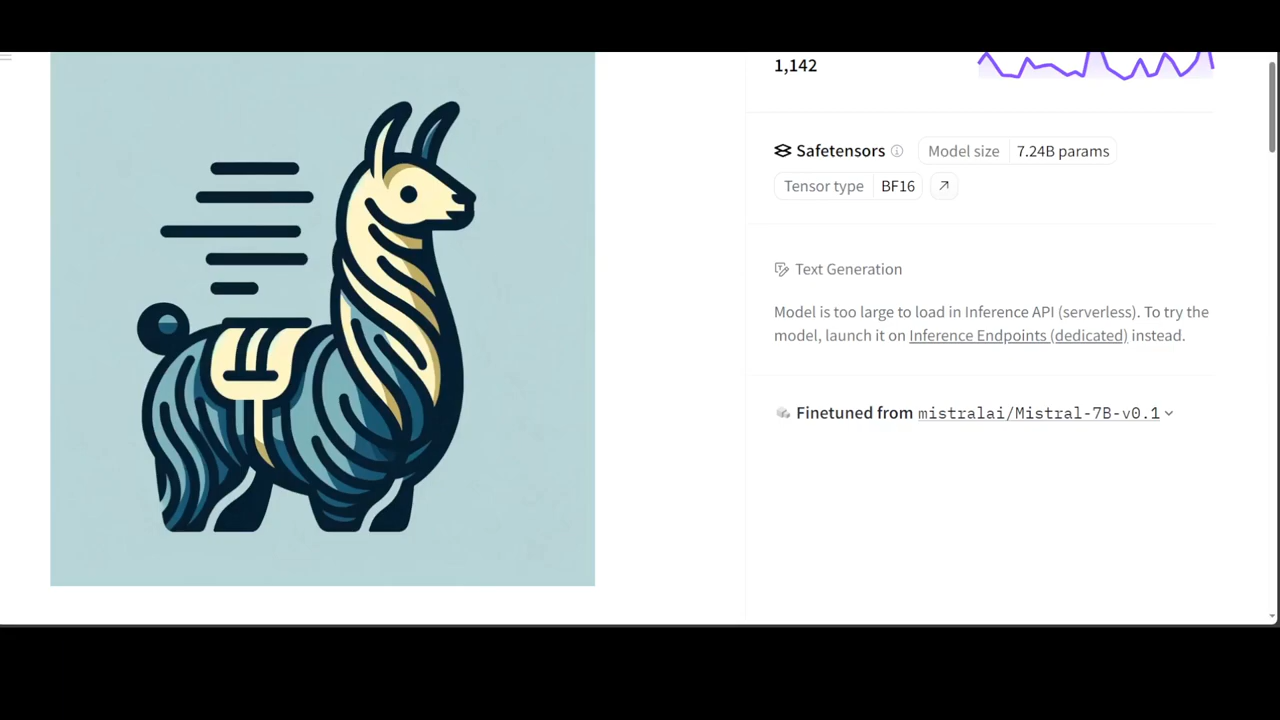 1,142
Safetensors Model size 7.24B params
Tensor type BF16
Text Generation
Model is too large to load in Inference API (serverless). To try the
model, launch it on Inference Endpoints (dedicated) instead.
Finetuned from mistralai/Mistral-7B-v0.1